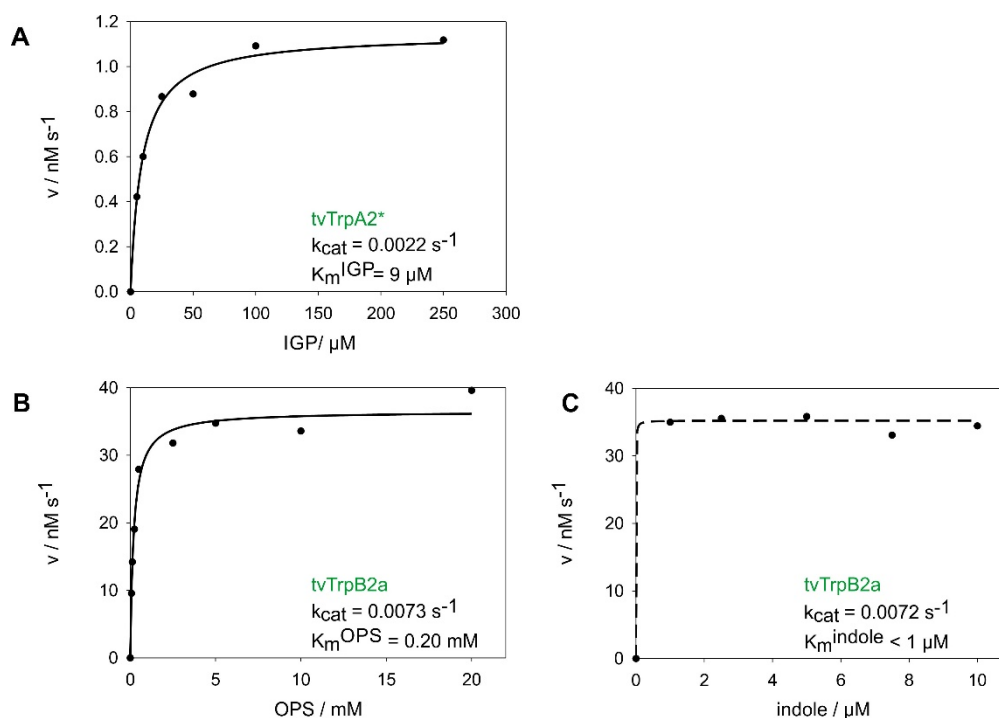 A
1.2
1.0
0.8
0.6
0.4
0.2
0.0
v / nM s-1
0 50 100 150 200 250 300
IGP/ µM
tvTrpA2*
kcat = 0.0022 s-1
KmIGP= 9 µM
B
40
30
20
10
0
v / nM s-1
0 5 10 15 20
OPS / mM
tvTrpB2a
kcat = 0.0073 s-1
KmOPS = 0.20 mM
C
40
30
20
10
0
v / nM s-1
0 2 4 6 8 10
indole / µM
tvTrpB2a
kcat = 0.0072 s-1
Kmindole < 1 µM